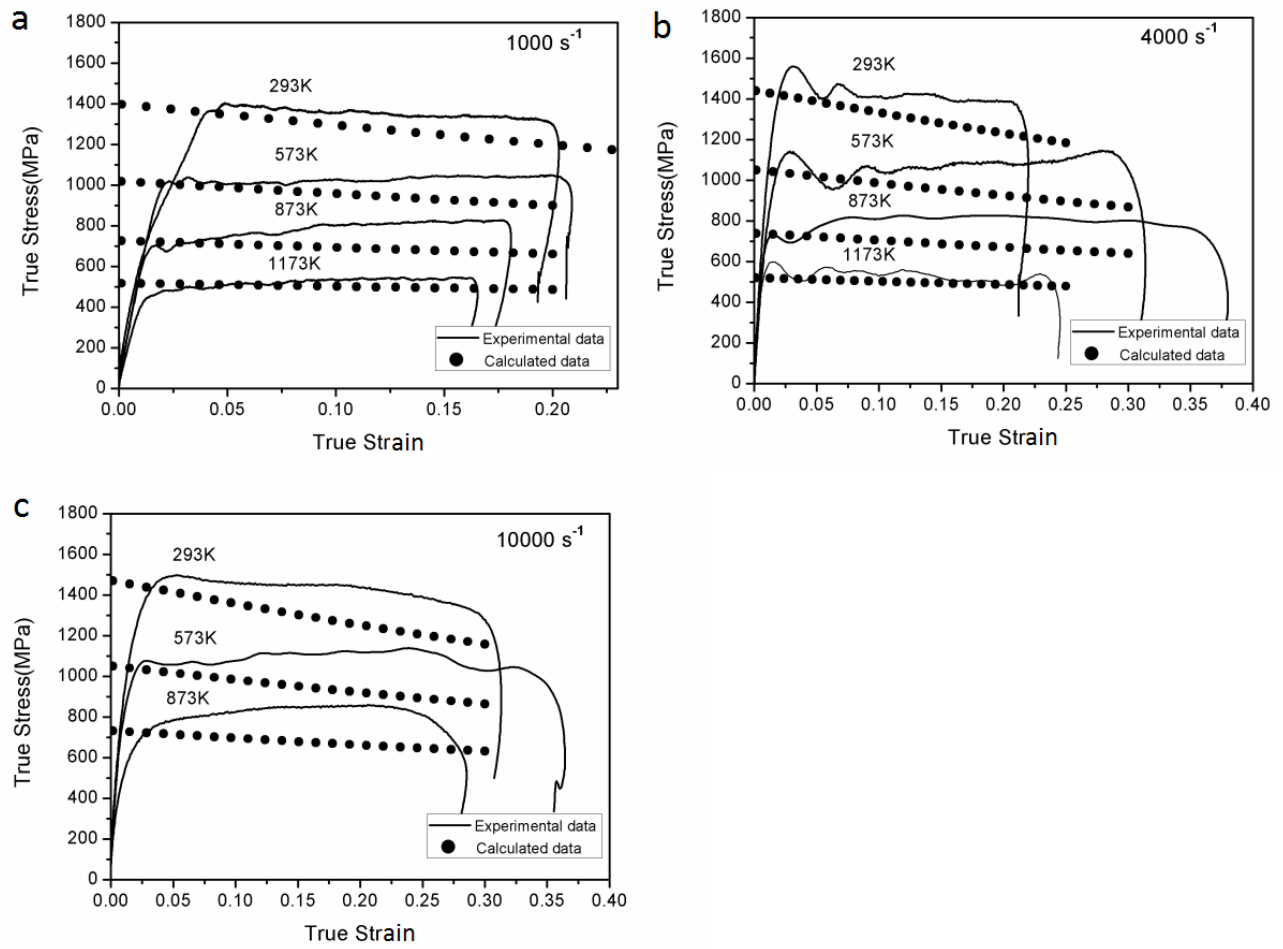 a
1000 s⁻¹
True Stress(MPa)
1800
1600
1400
1200
1000
800
600
400
200
0
293K
573K
873K
1173K
Experimental data
Calculated data
0.00 0.05 0.10 0.15 0.20
True Strain
b
4000 s⁻¹
True Stress(MPa)
1800
1600
1400
1200
1000
800
600
400
200
0
293K
573K
873K
1173K
Experimental data
Calculated data
0.00 0.05 0.10 0.15 0.20 0.25 0.30 0.35 0.40
True Strain
c
10000 s⁻¹
True Stress(MPa)
1800
1600
1400
1200
1000
800
600
400
200
0
293K
573K
873K
Experimental data
Calculated data
0.00 0.05 0.10 0.15 0.20 0.25 0.30 0.35 0.40
True Strain